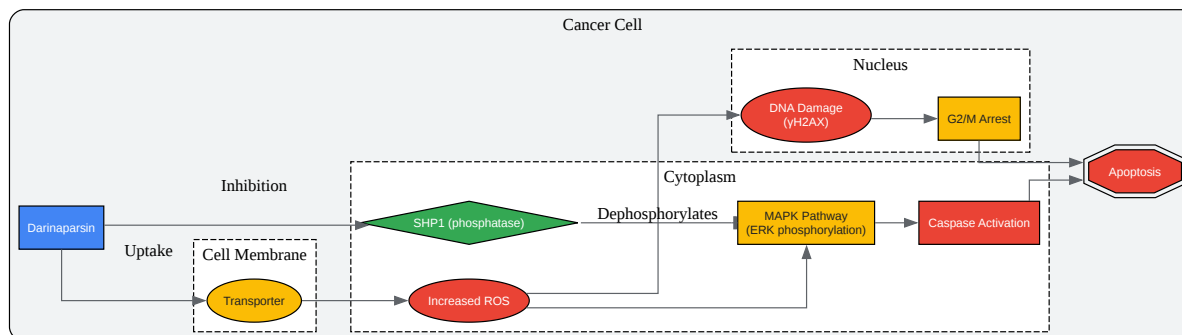 Cancer Cell
Nucleus
DNA Damage
(γH2AX)
G2/M Arrest
Apoptosis
Cytoplasm
Inhibition
SHP1 (phosphatase)
Dephosphorylates
MAPK Pathway
(ERK phosphorylation)
Caspase Activation
Darinaparsin
Uptake
Cell Membrane
Transporter
Increased ROS